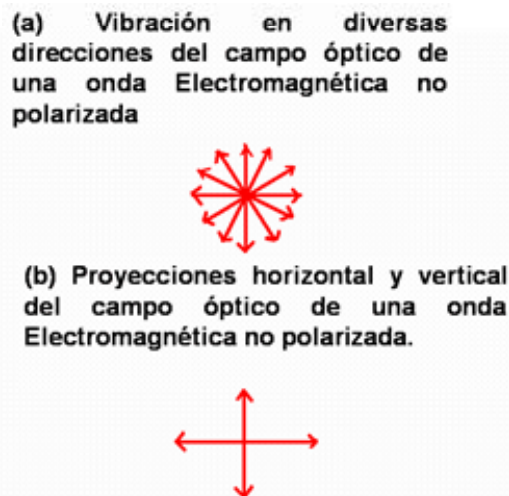 (a) Vibración en diversas
direcciones del campo óptico de
una onda Electromagnética no
polarizada
(b) Proyecciones horizontal y vertical
del campo óptico de una onda
Electromagnética no polarizada.